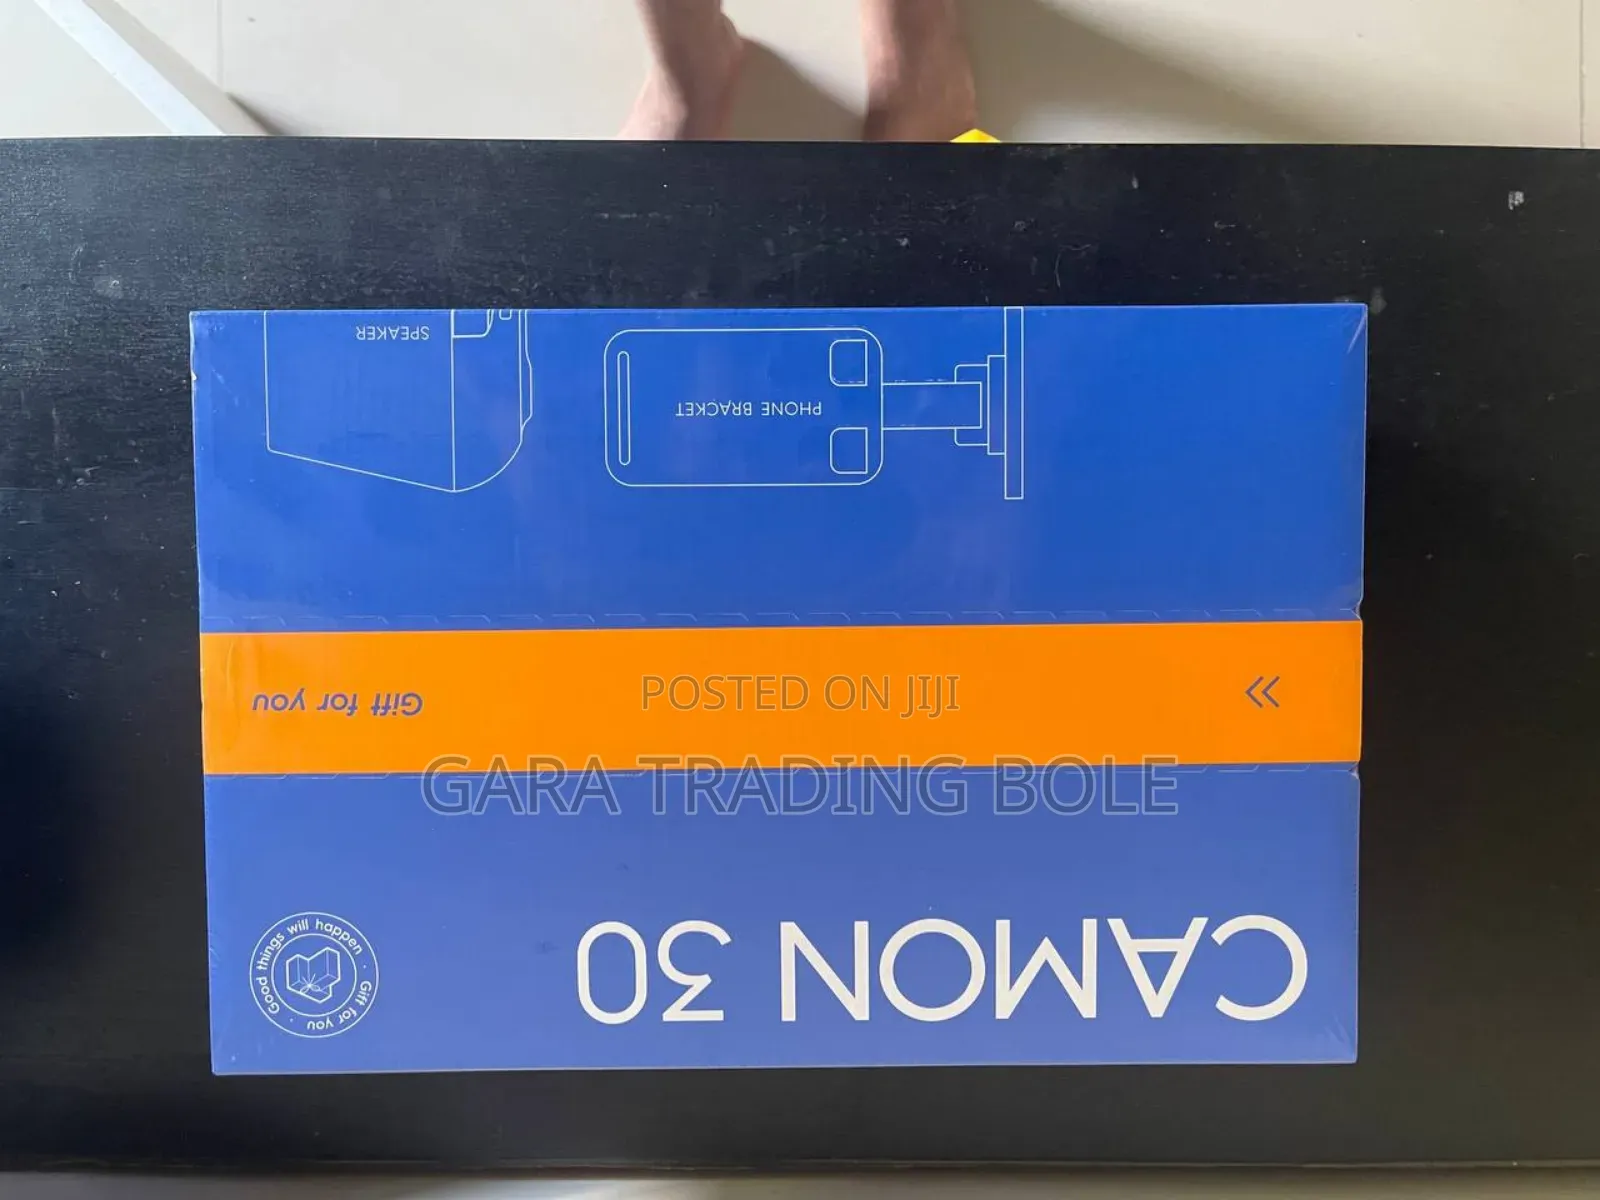 SPEAKER
PHONE BRACKET
Gift for you
POSTED ON JIJI
GARA TRADING BOLE
CAMON 30
Good things will happen · Gift for you ·